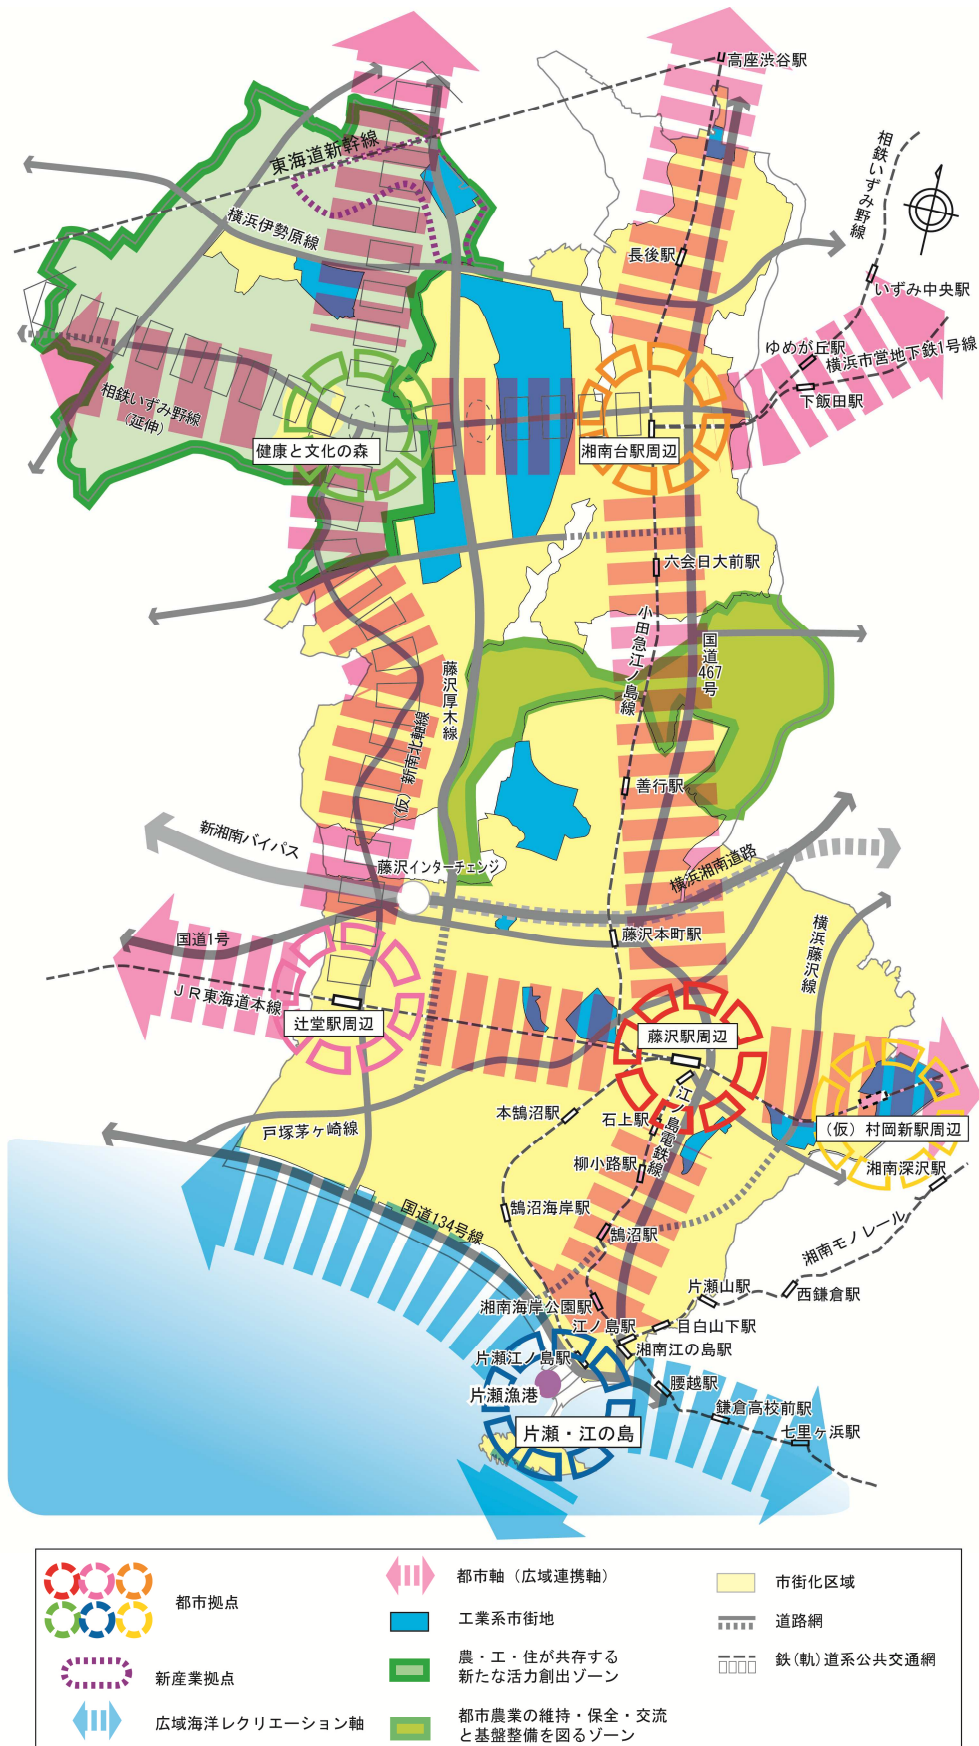 高座渋谷駅
東海道新幹線
相鉄いずみ野線
横浜伊勢原線
長後駅
いずみ中央駅
ゆめが丘駅
横浜市営地下鉄1号線
下飯田駅
相鉄いずみ野線
（延伸）
健康と文化の森
湘南台駅周辺
六会日大前駅
小田急江ノ島線
国道467号
藤沢厚木線
（仮）新南北軸線
善行駅
新湘南バイパス
藤沢インターチェンジ
横浜湘南道路
国道1号
藤沢本町駅
横浜藤沢線
ＪＲ東海道本線
辻堂駅周辺
藤沢駅周辺
本鵠沼駅
石上駅
江ノ島電鉄線
（仮）村岡新駅周辺
戸塚茅ヶ崎線
柳小路駅
湘南深沢駅
国道134号線
鵠沼海岸駅
鵠沼駅
湘南モノレール
片瀬山駅
西鎌倉駅
湘南海岸公園駅
江ノ島駅
目白山下駅
湘南江の島駅
片瀬江ノ島駅
腰越駅
片瀬漁港
鎌倉高校前駅
片瀬・江の島
七里ヶ浜駅
都市拠点
新産業拠点
広域海洋レクリエーション軸
都市軸（広域連携軸）
工業系市街地
農・工・住が共存する
新たな活力創出ゾーン
都市農業の維持・保全・交流
と基盤整備を図るゾーン
市街化区域
道路網
鉄(軌)道系公共交通網